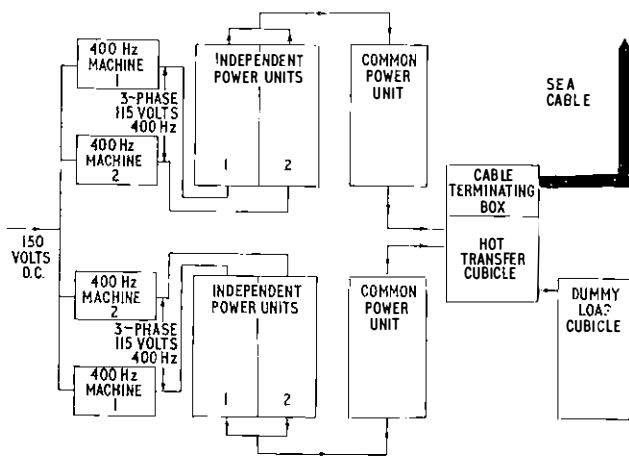 400 Hz
MACHINE
1
3-PHASE
115 VOLTS
400 Hz
400 Hz
MACHINE
2
INDEPENDENT
POWER UNITS
1 2
COMMON
POWER
UNIT
SEA
CABLE
CABLE
TERMINATING
BOX
HOT
TRANSFER
CUBICLE
150
VOLTS
D.C.
400 Hz
MACHINE
2
3-PHASE
115 VOLTS
400 Hz
400 Hz
MACHINE
1
INDEPENDENT
POWER UNITS
1 2
COMMON
POWER
UNIT
DUMMY
LOAD
CUBICLE